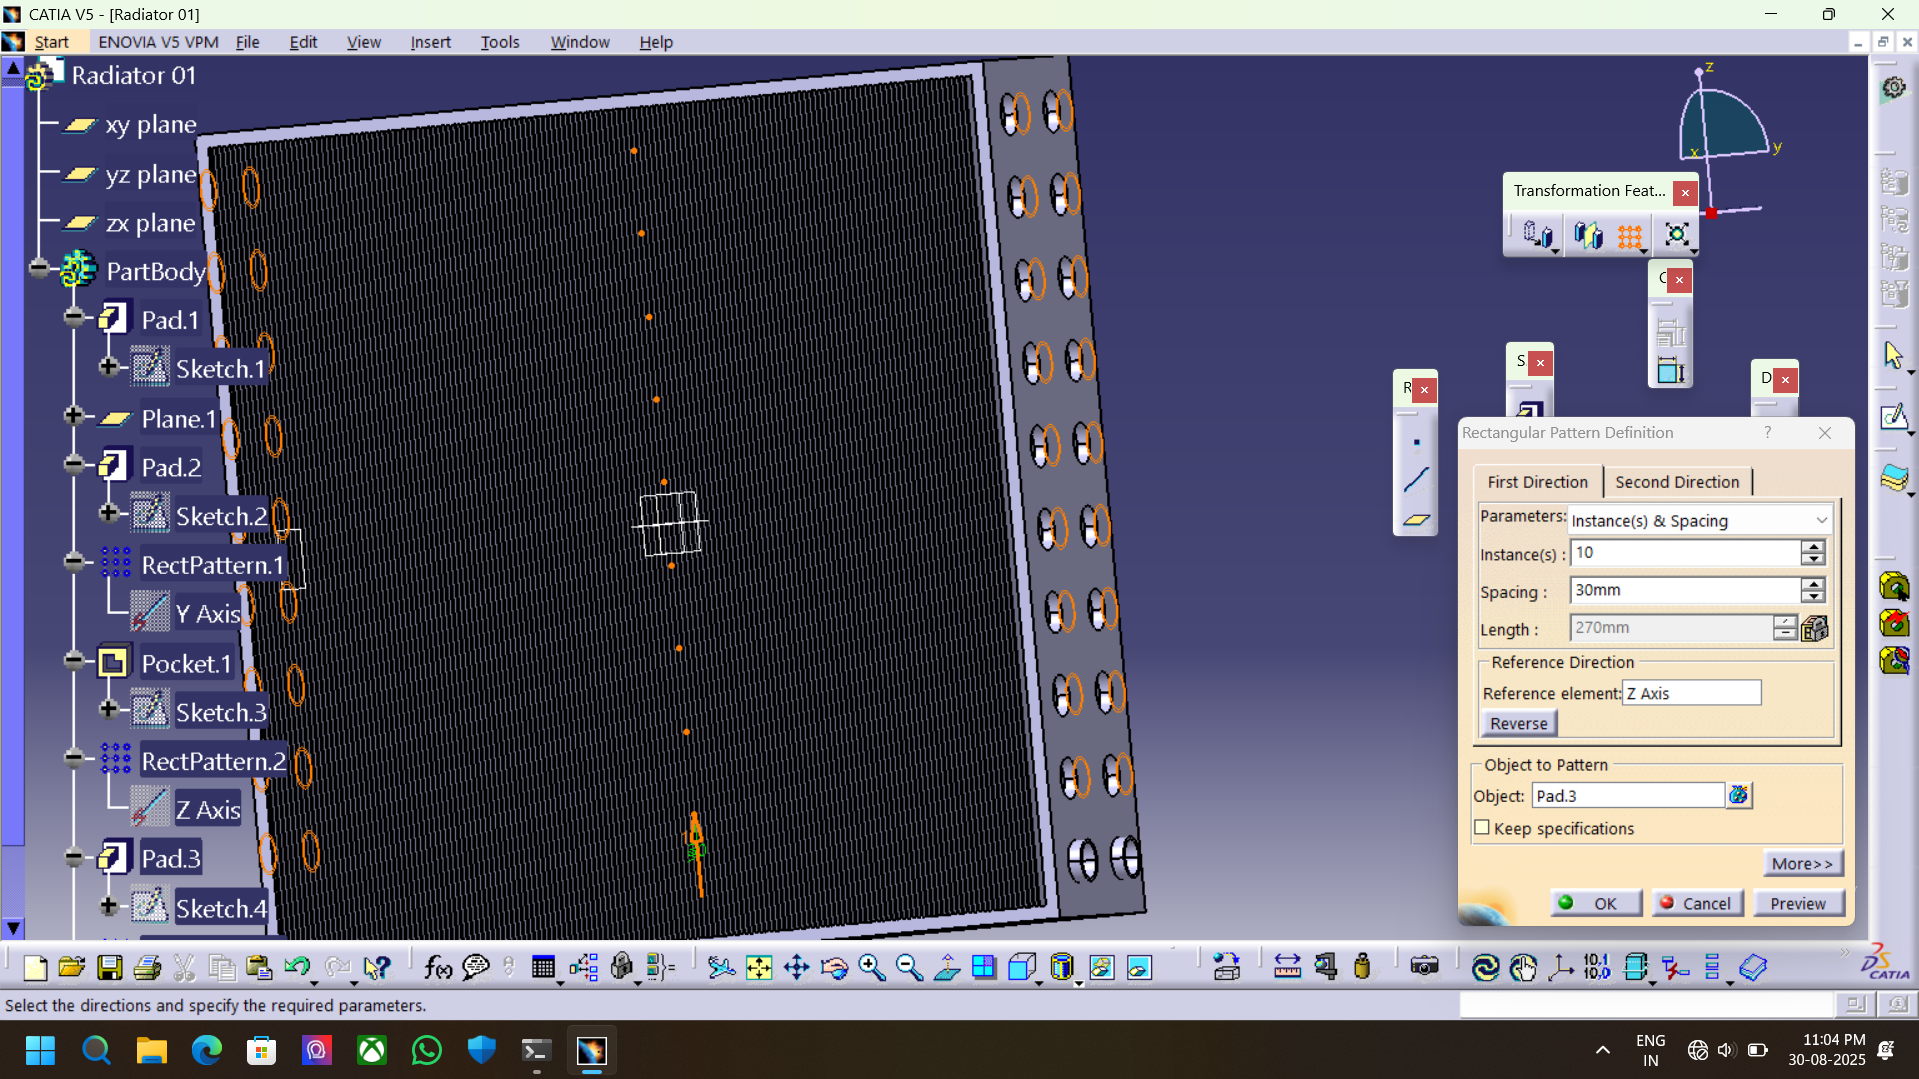 CATIA V5 - [Radiator 01]
Start ENOVIA V5 VPM File Edit View Insert Tools Window Help
Radiator 01
xy plane
yz plane
zx plane
PartBody
Pad.1
Sketch.1
Plane.1
Pad.2
Sketch.2
RectPattern.1
Y Axis
Pocket.1
Sketch.3
RectPattern.2
Z Axis
Pad.3
Sketch.4
z
y
x
Transformation Feat...
C
R
S
D
Rectangular Pattern Definition ?
First Direction Second Direction
Parameters: Instance(s) & Spacing
Instance(s) : 10
Spacing : 30mm
Length : 270mm
Reference Direction
Reference element: Z Axis
Reverse
Object to Pattern
Object: Pad.3
Keep specifications
More>>
OK Cancel Preview
f(x)
10,1
10,0
CATIA
Select the directions and specify the required parameters.
ENG
IN
11:04 PM
30-08-2025